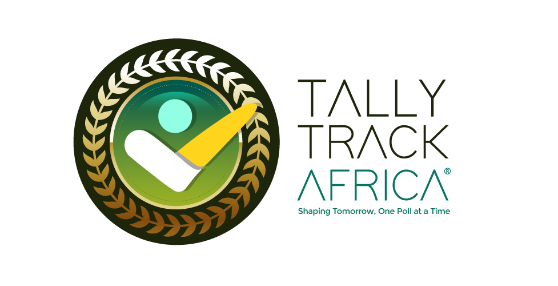 TALLY
TRACK
AFRICA®
Shaping Tomorrow, One Poll at a Time